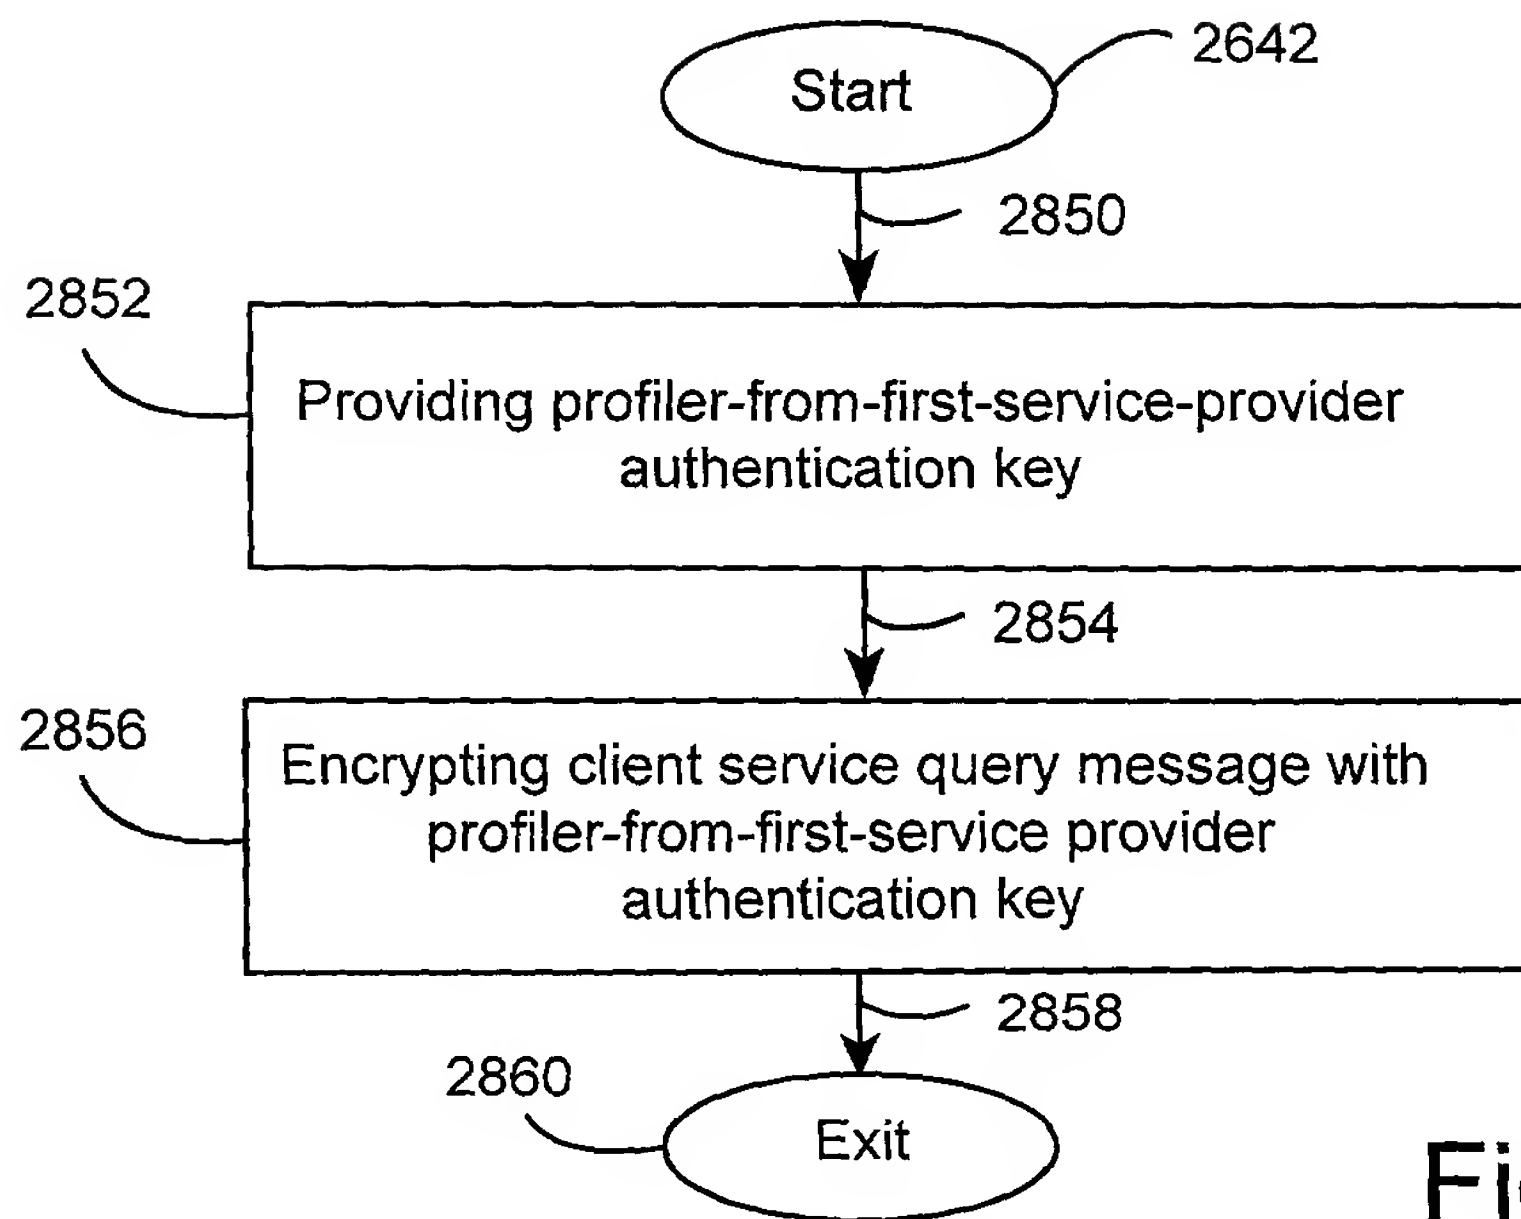 Start
2642
2850
2852
Providing profiler-from-first-service-provider
authentication key
2854
2856
Encrypting client service query message with
profiler-from-first-service provider
authentication key
2858
2860
Exit